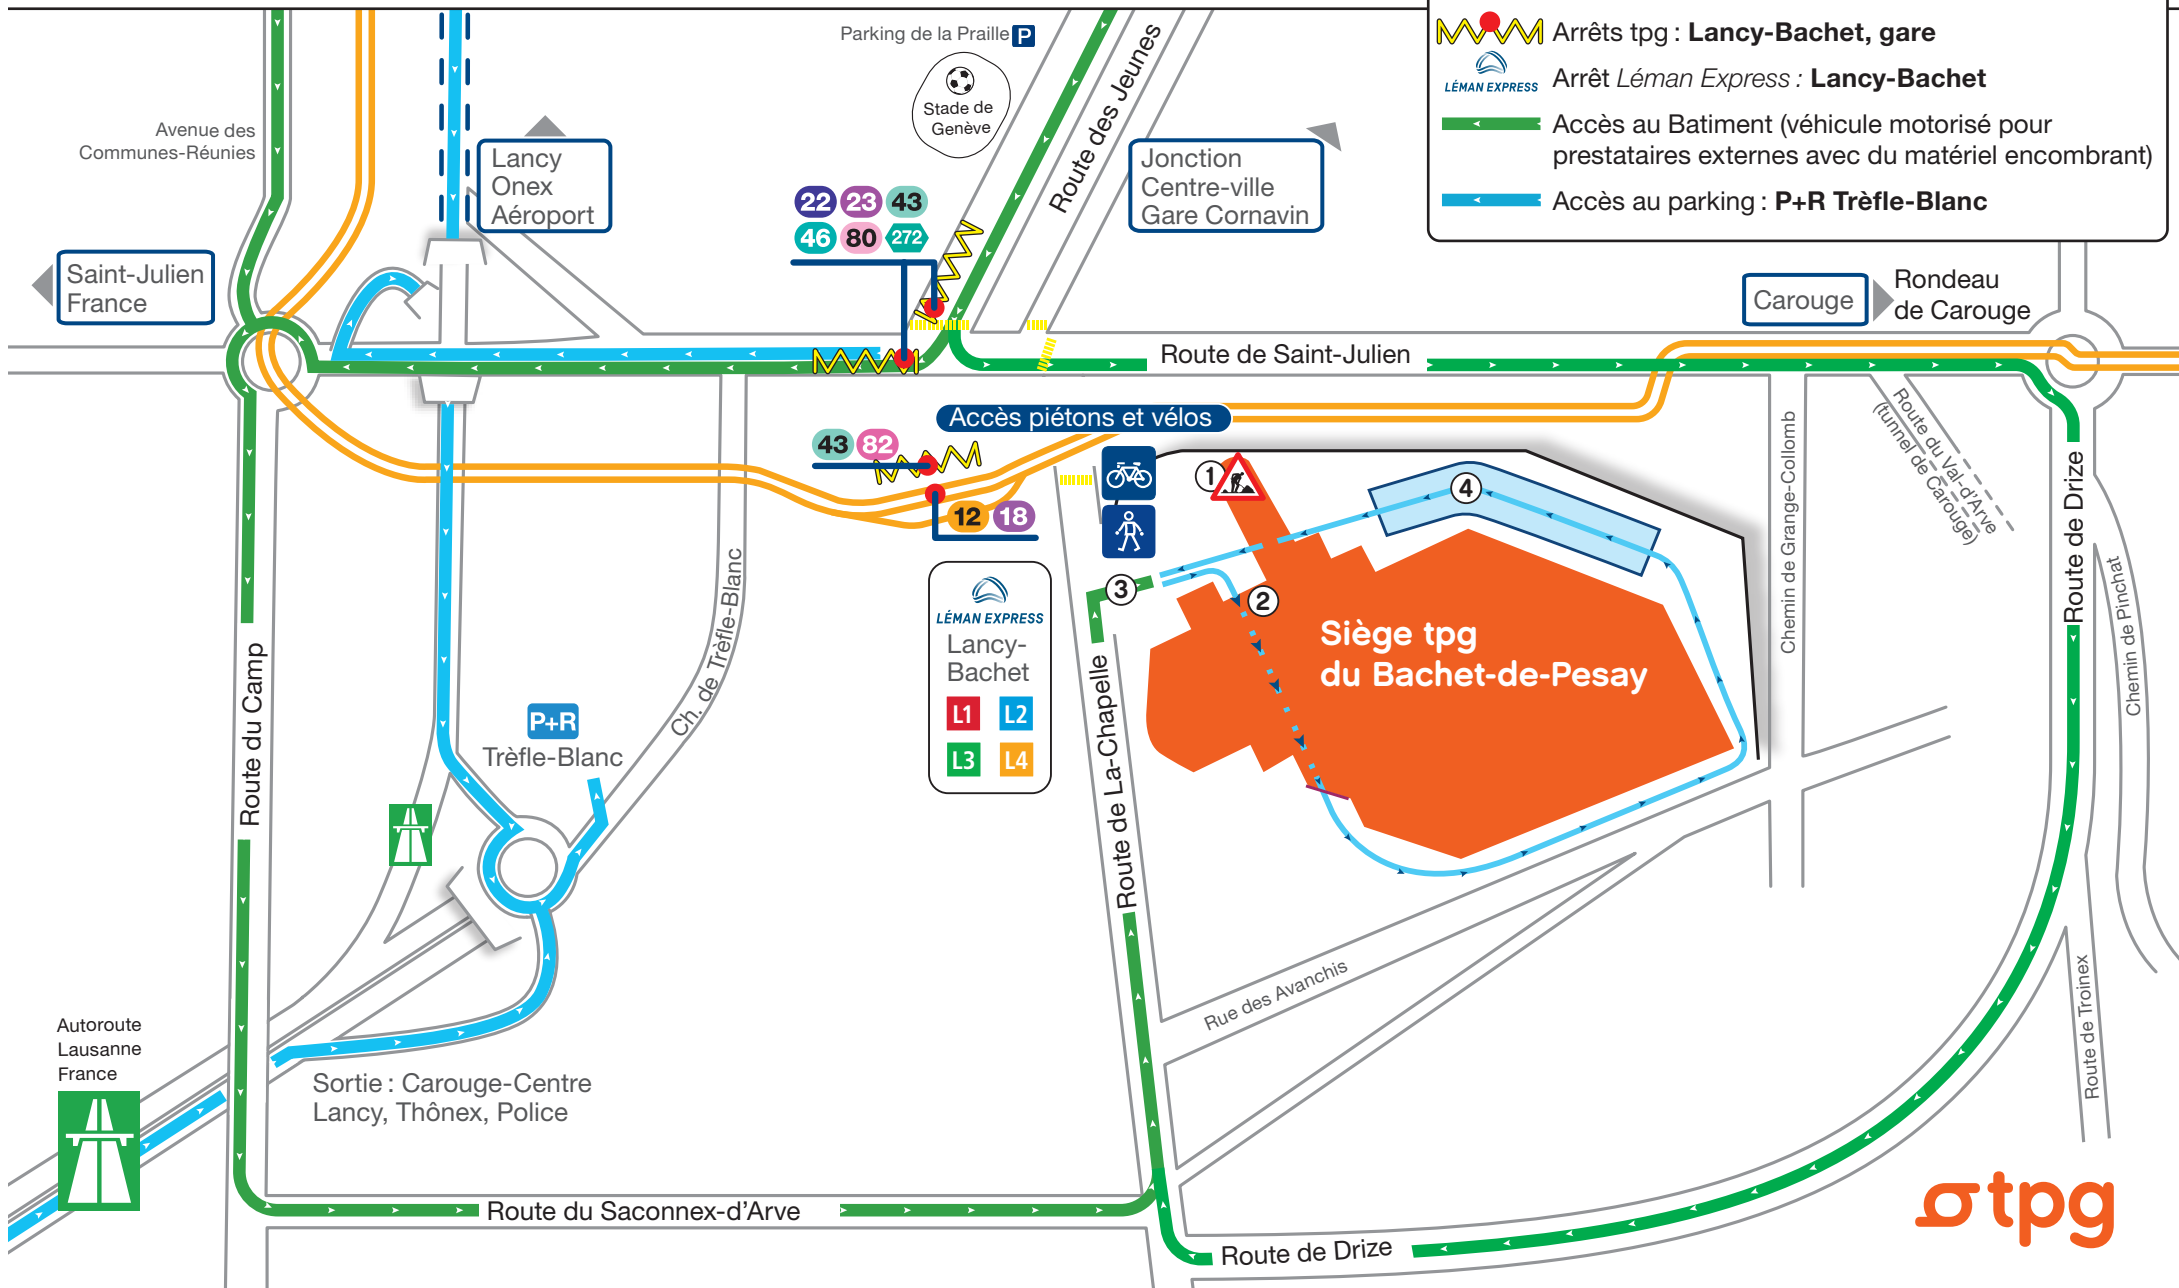 Arrêts tpg : Lancy-Bachet, gare
LÉMAN EXPRESS
Arrêt Léman Express : Lancy-Bachet
Accès au Batiment (véhicule motorisé pour
prestataires externes avec du matériel encombrant)
Accès au parking : P+R Trèfle-Blanc
Parking de la Praille P
Stade de
Genève
Route des Jeunes
Avenue des
Communes-Réunies
Lancy
Onex
Aéroport
Jonction
Centre-ville
Gare Cornavin
22 23 43
46 80 272
Saint-Julien
France
Carouge
Rondeau
de Carouge
Route de Saint-Julien
Accès piétons et vélos
43 82
12 18
LÉMAN EXPRESS
Lancy-
Bachet
L1 L2
L3 L4
1
2
3
4
Siège tpg
du Bachet-de-Pesay
Chemin de Grange-Collomb
Route du Val-d'Arve
(tunnel de Carouge)
Route de Drize
Chemin de Pinchat
Route de Troinex
Route du Camp
Ch. de Trèfle-Blanc
P+R
Trèfle-Blanc
Route de La-Chapelle
Rue des Avanchis
Autoroute
Lausanne
France
Sortie : Carouge-Centre
Lancy, Thônex, Police
Route du Saconnex-d'Arve
Route de Drize
tpg